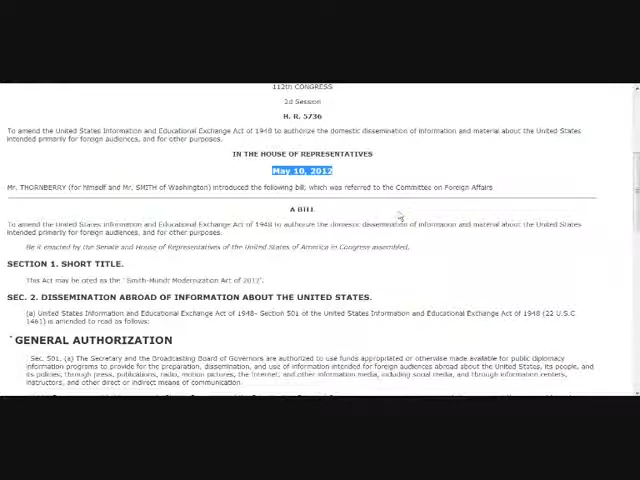 112th CONGRESS
2d Session
H. R. 5736
To amend the United States Information and Educational Exchange Act of 1948 to authorize the domestic dissemination of information and material about the United States
intended primarily for foreign audiences, and for other purposes.
IN THE HOUSE OF REPRESENTATIVES
May 10, 2012
Mr. THORNBERRY (for himself and Mr. SMITH of Washington) introduced the following bill; which was referred to the Committee on Foreign Affairs
A BILL
To amend the United States Information and Educational Exchange Act of 1948 to authorize the domestic dissemination of information and material about the United States
intended primarily for foreign audiences, and for other purposes.
Be it enacted by the Senate and House of Representatives of the United States of America in Congress assembled,
SECTION 1. SHORT TITLE.
This Act may be cited as the `Smith-Mundt Modernization Act of 2012'.
SEC. 2. DISSEMINATION ABROAD OF INFORMATION ABOUT THE UNITED STATES.
(a) United States Information and Educational Exchange Act of 1948- Section 501 of the United States Information and Educational Exchange Act of 1948 (22 U.S.C.
1461) is amended to read as follows:
`GENERAL AUTHORIZATION
`Sec. 501. (a) The Secretary and the Broadcasting Board of Governors are authorized to use funds appropriated or otherwise made available for public diplomacy
information programs to provide for the preparation, dissemination, and use of information intended for foreign audiences abroad about the United States, its people, and
its policies, through press, publications, radio, motion pictures, the Internet, and other information media, including social media, and through information centers,
instructors, and other direct or indirect means of communication.